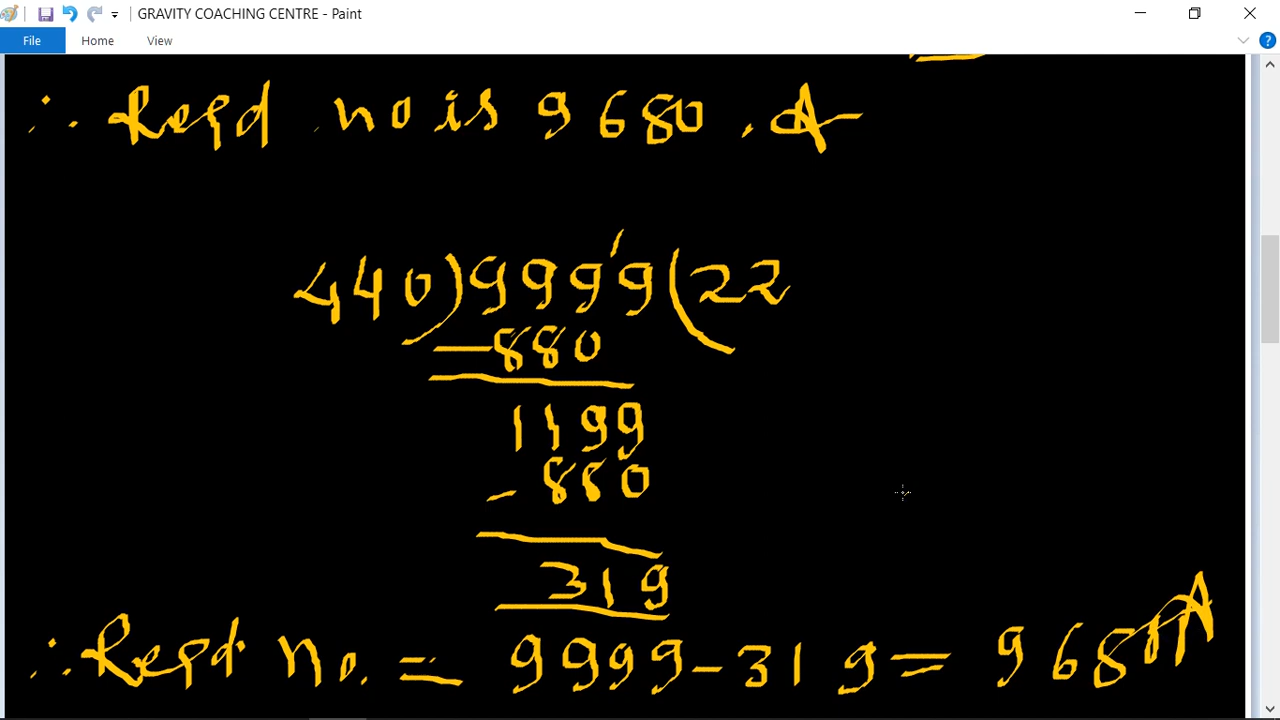 GRAVITY COACHING CENTRE - Paint
File Home View
∴ Reqd no is 9680. A
440)9999(22
-880
1199
-880
319
∴ Reqd. no. = 9999-319 = 9680 A